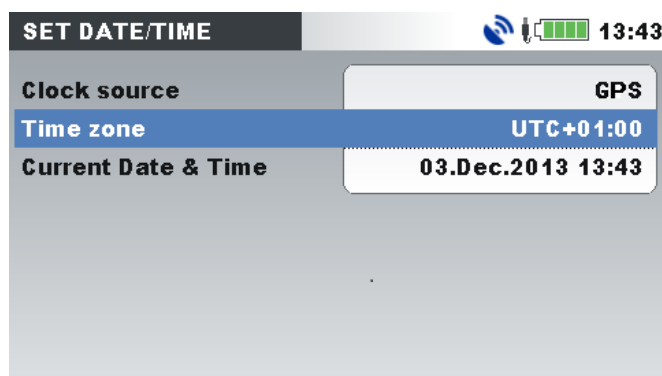 SET DATE/TIME 13:43
Clock source GPS
Time zone UTC+01:00
Current Date & Time 03.Dec.2013 13:43